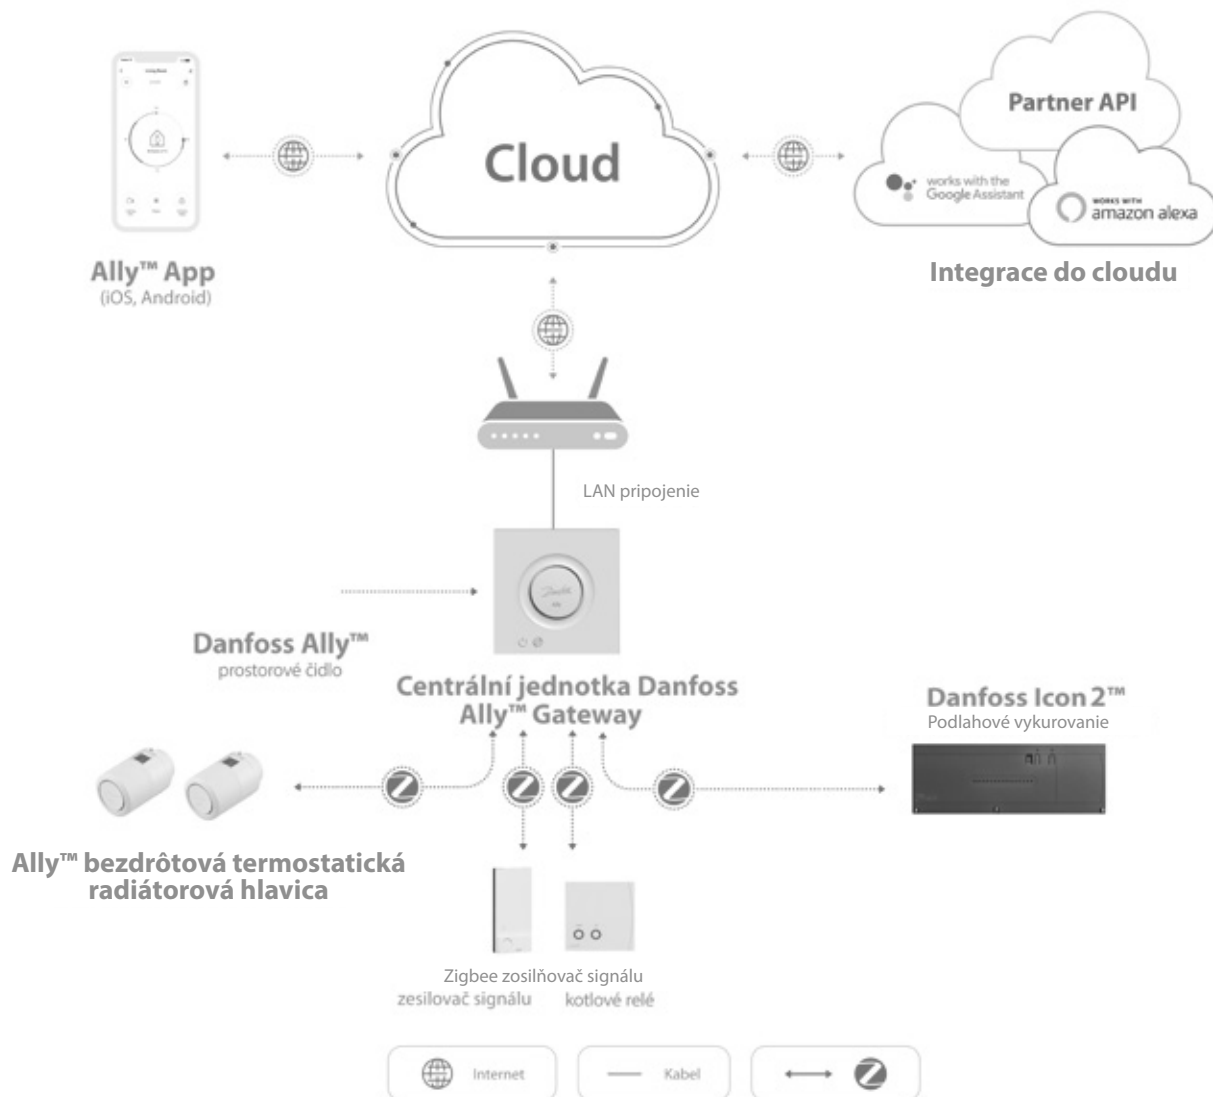 Cloud
Partner API
works with the
Google Assistant
WORKS WITH
amazon alexa
Ally™ App
(iOS, Android)
Integrace do cloudu
LAN pripojenie
Danfoss
Ally
Danfoss Ally™
prostorové čidlo
Centrální jednotka Danfoss
Ally™ Gateway
Danfoss Icon 2™
Podlahové vykurovanie
Ally™ bezdrôtová termostatická
radiátorová hlavica
Zigbee zosilňovač signálu
zesilovač signálu
kotlové relé
Internet
Kabel